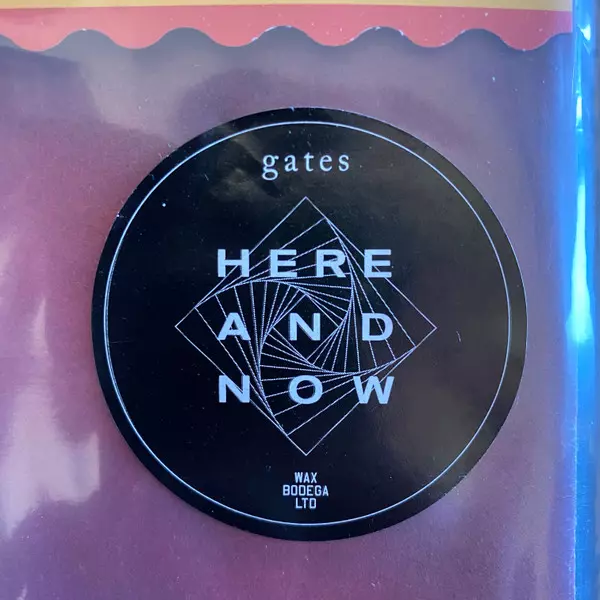 gates
HERE
AND
NOW
WAX
BODEGA
LTD